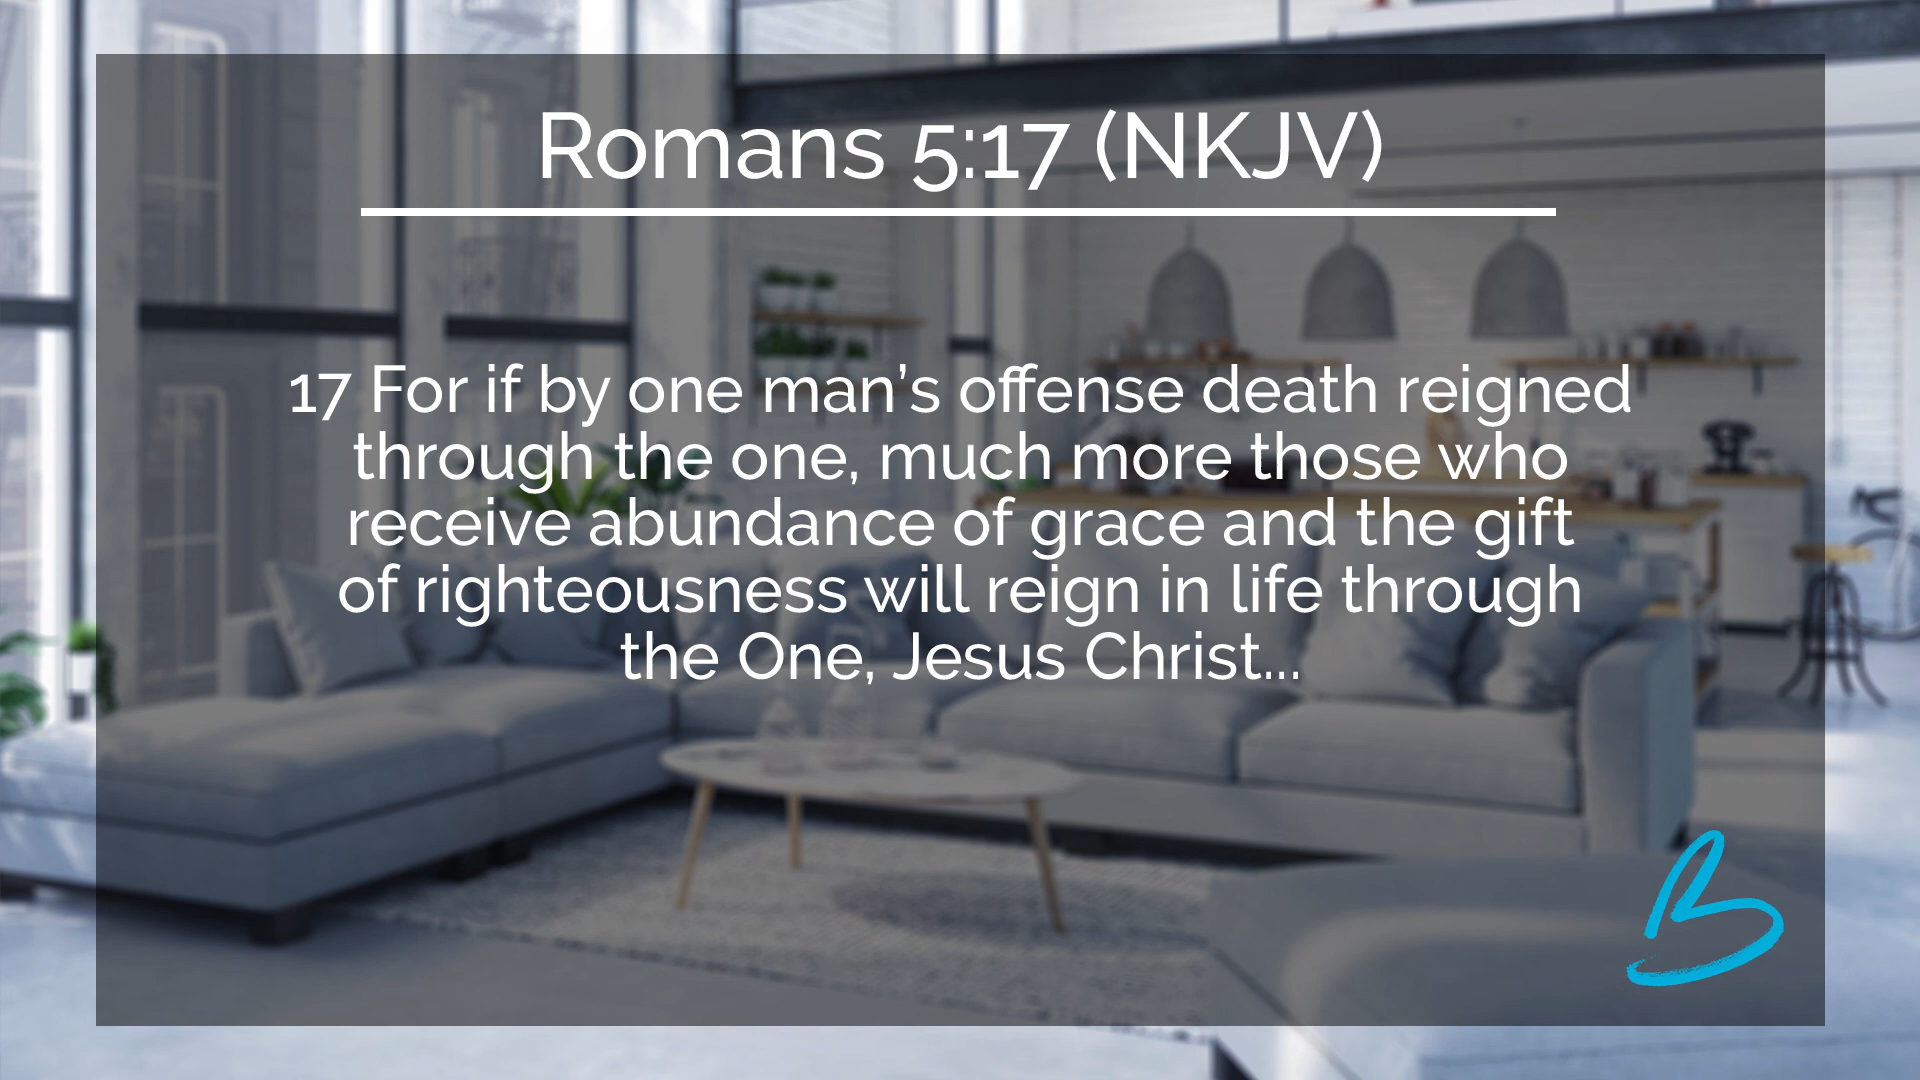 Romans 5:17 (NKJV)
17 For if by one man’s offense death reigned
through the one, much more those who
receive abundance of grace and the gift
of righteousness will reign in life through
the One, Jesus Christ...
B